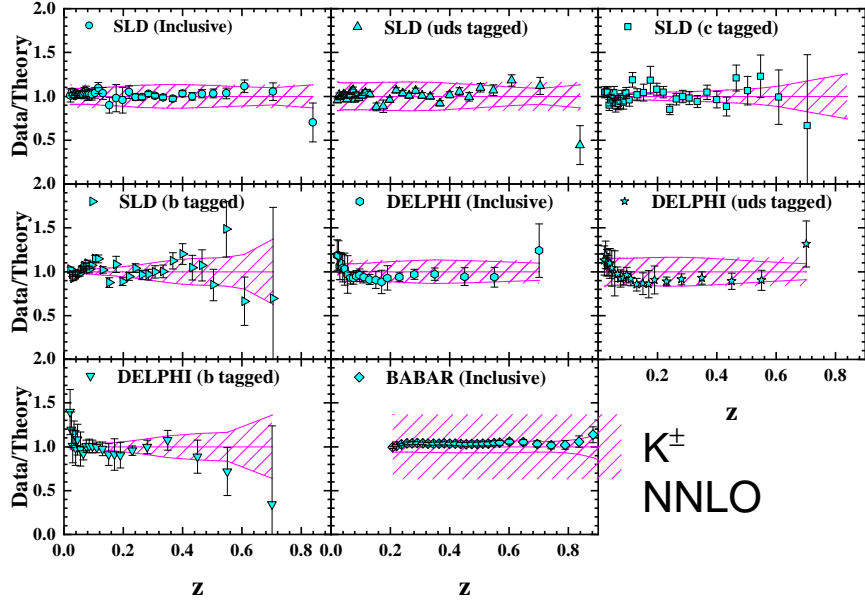 2.0
SLD (Inclusive)
SLD (uds tagged)
SLD (c tagged)
1.5
1.0
0.5
Data/Theory
2.0
SLD (b tagged)
DELPHI (Inclusive)
DELPHI (uds tagged)
1.5
1.0
0.5
Data/Theory
0.2 0.4 0.6 0.8
z
2.0
DELPHI (b tagged)
BABAR (Inclusive)
1.5
1.0
0.5
0.0
Data/Theory
K±
NNLO
0.0 0.2 0.4 0.6 0.8 0.2 0.4 0.6 0.8
z z